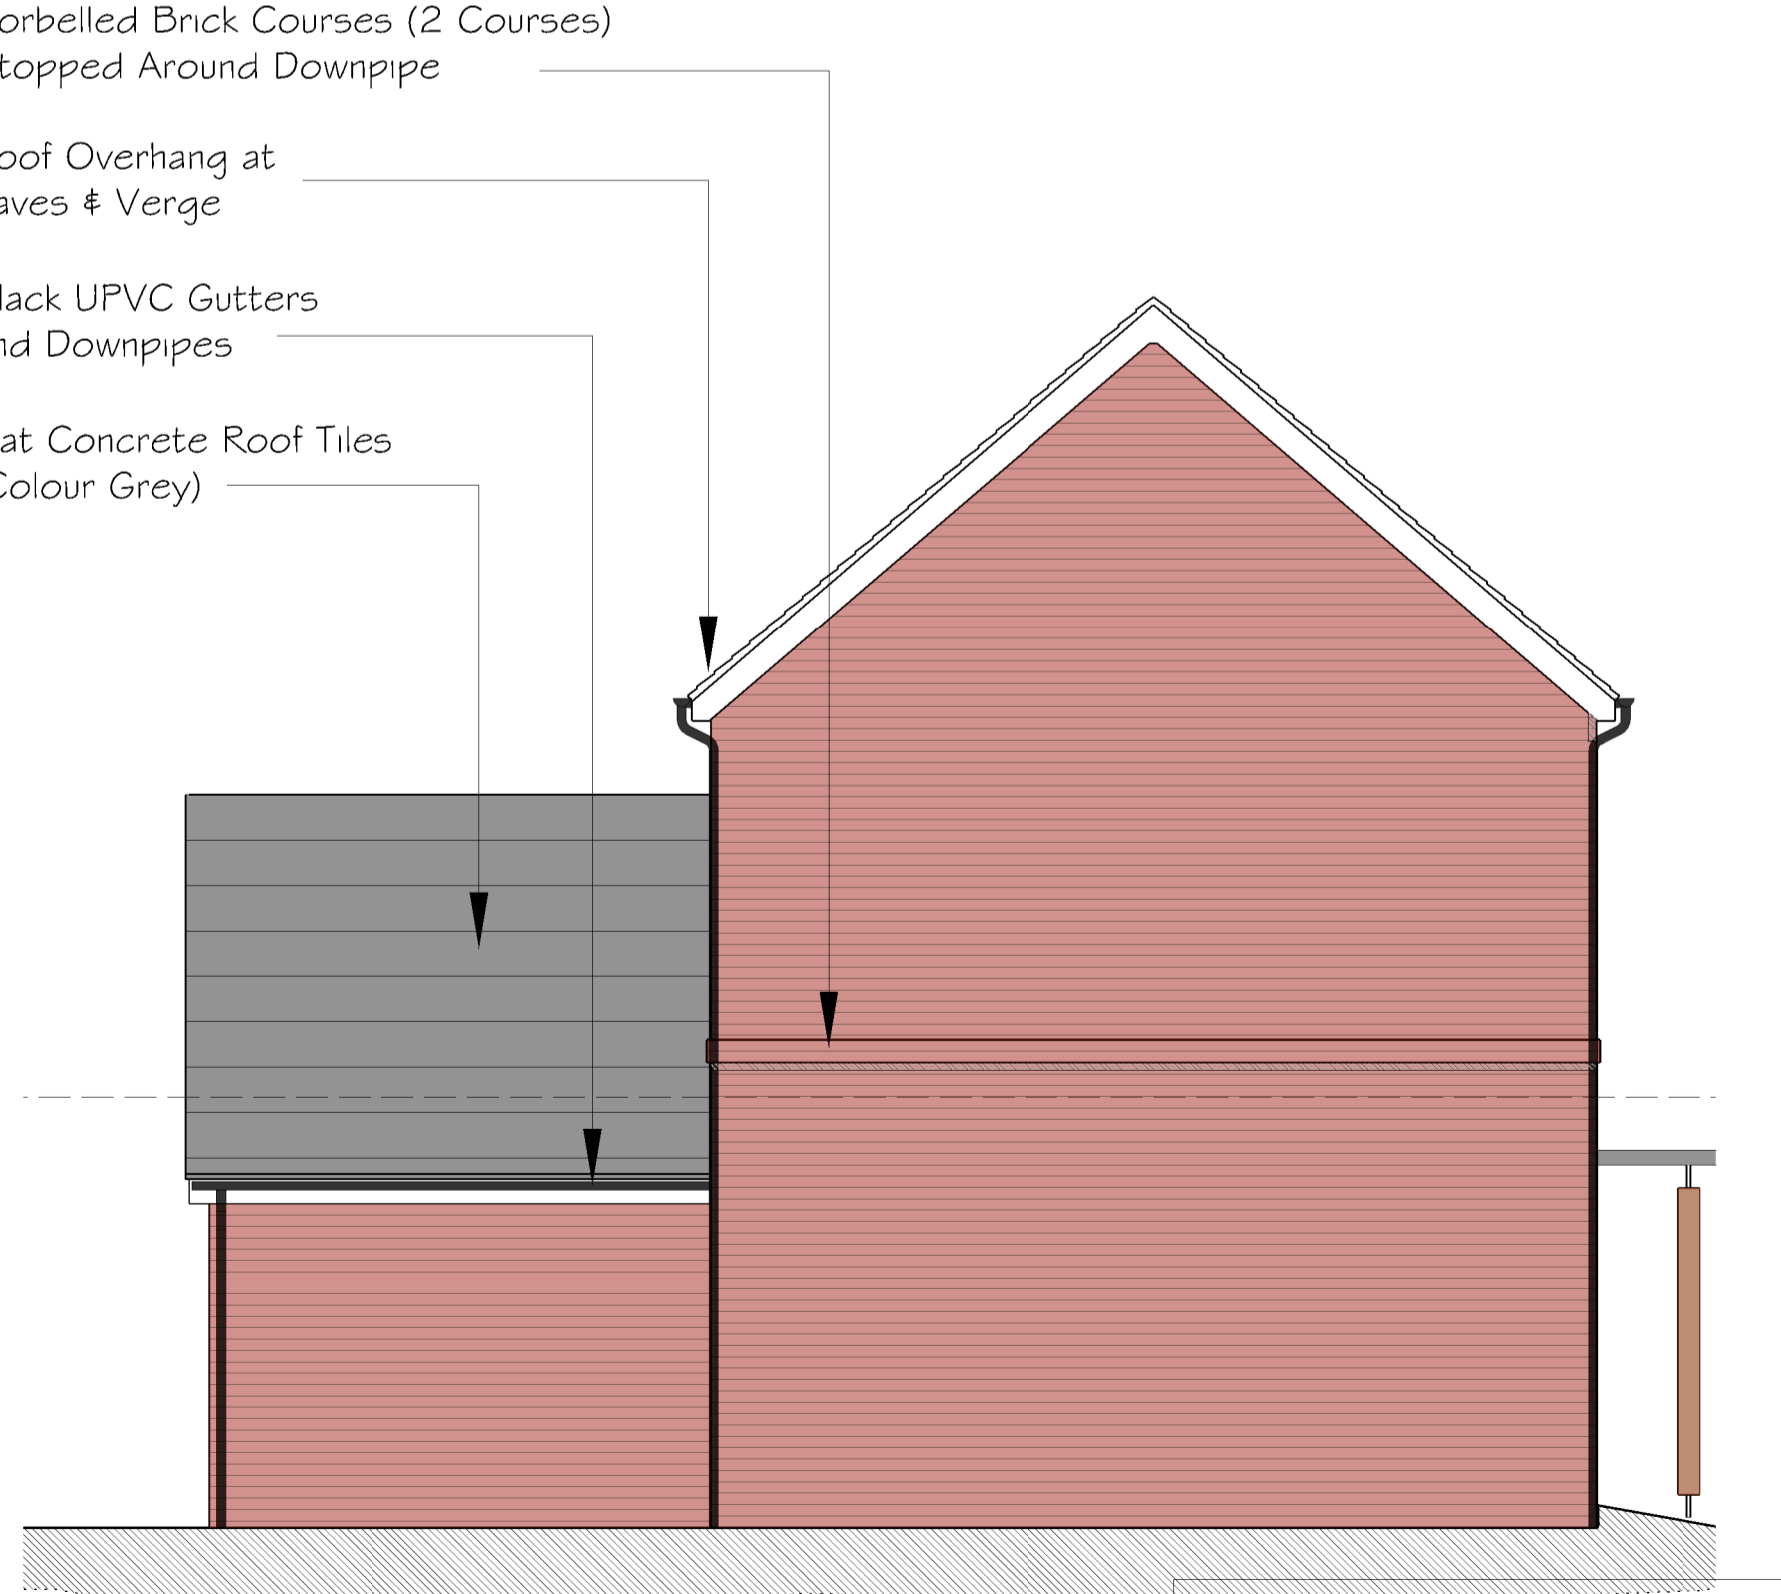 orbelled Brick Courses (2 Courses)
topped Around Downpipe
oof Overhang at
aves & Verge
lack UPVC Gutters
nd Downpipes
at Concrete Roof Tiles
Colour Grey)